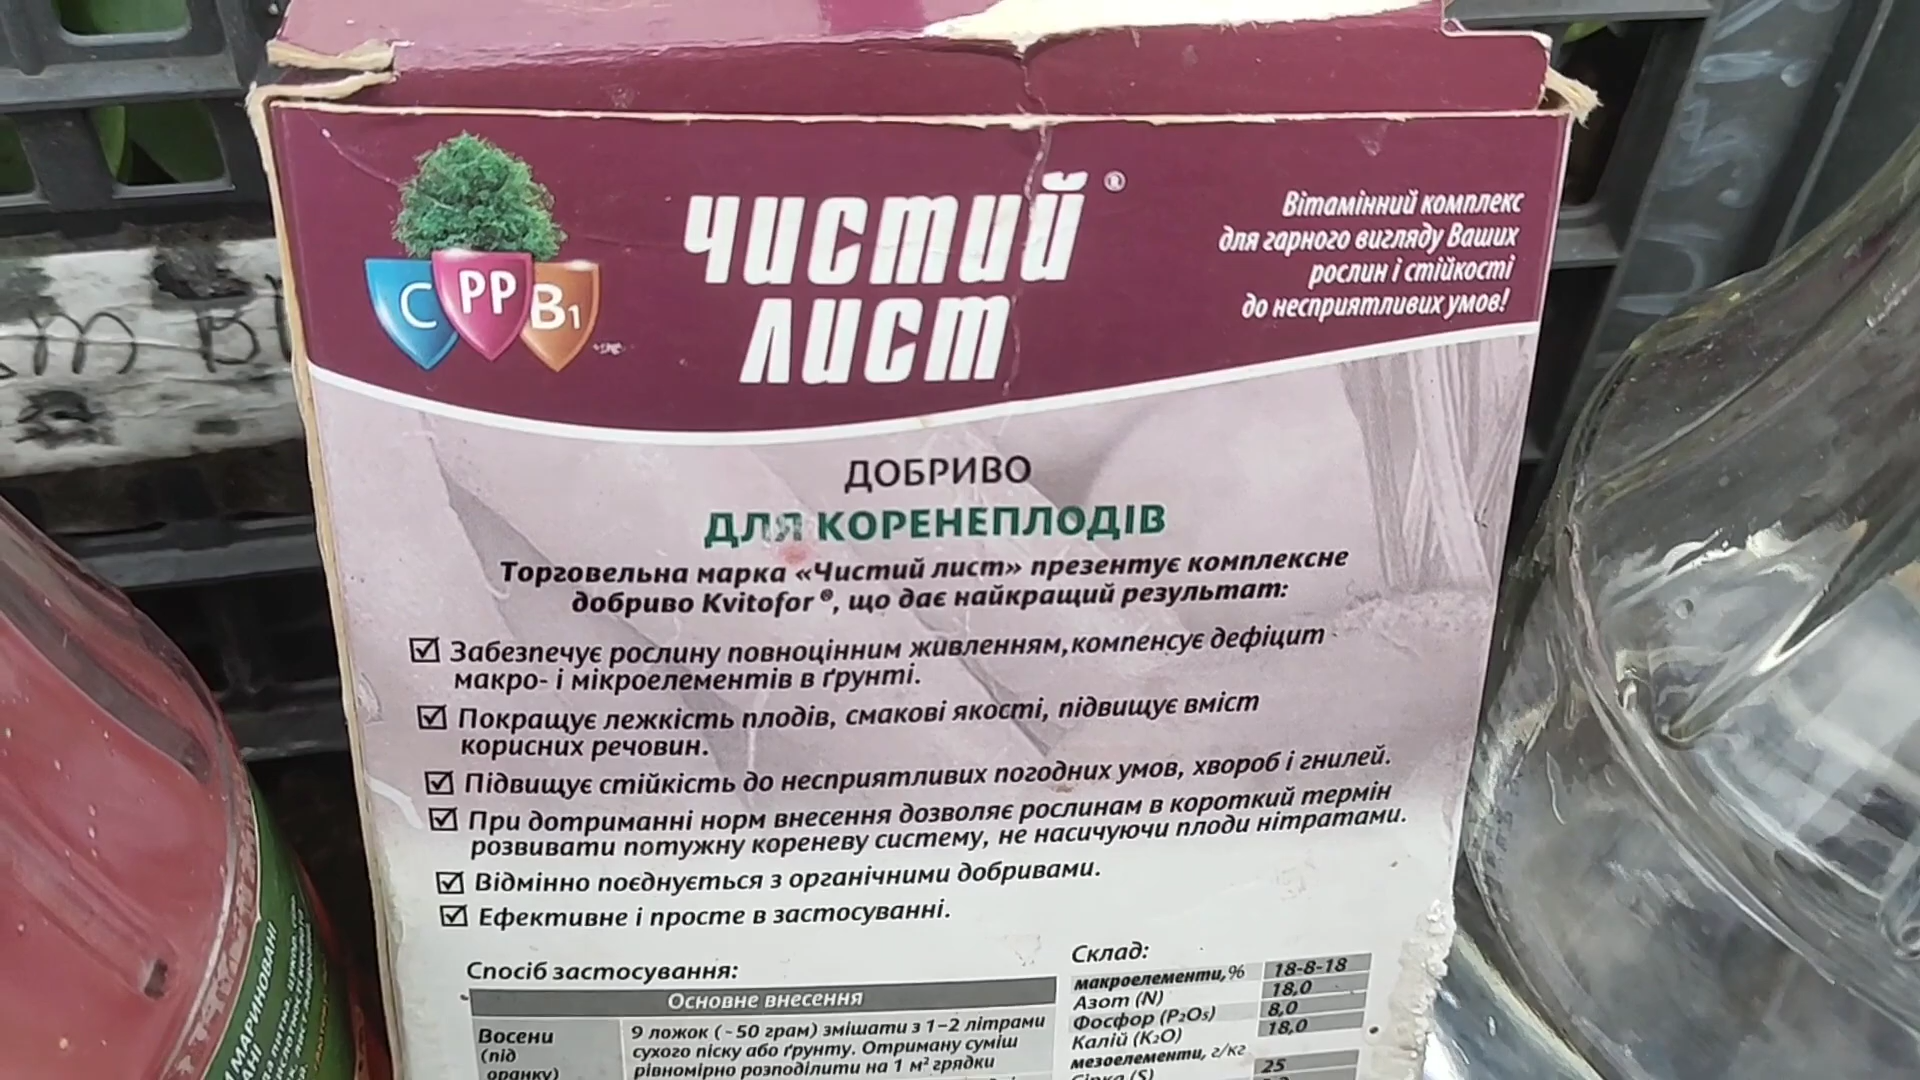 C PP B1
ЧИСТИЙ ®
ЛИСТ
Вітамінний комплекс
для гарного вигляду Ваших
рослин і стійкості
до несприятливих умов!
ДОБРИВО
ДЛЯ КОРЕНЕПЛОДІВ
Торговельна марка «Чистий лист» презентує комплексне
добриво Kvitofor®, що дає найкращий результат:
Забезпечує рослину повноцінним живленням, компенсує дефіцит
макро- і мікроелементів в ґрунті.
Покращує лежкість плодів, смакові якості, підвищує вміст
корисних речовин.
Підвищує стійкість до несприятливих погодних умов, хвороб і гнилей.
При дотриманні норм внесення дозволяє рослинам в короткий термін
розвивати потужну кореневу систему, не насичуючи плоди нітратами.
Відмінно поєднується з органічними добривами.
Ефективне і просте в застосуванні.
Спосіб застосування:
Основне внесення
Восени
(під
оранку)
9 ложок (~50 грам) змішати з 1–2 літрами
сухого піску або ґрунту. Отриману суміш
рівномірно розподілити на 1 м² грядки
Склад:
макроелементи,% 18-8-18
Азот (N) 18,0
Фосфор (P2O5) 8,0
Калій (K2O) 18,0
мезоелементи, г/кг
Сірка (S) 25
МАРИНОВАНІ